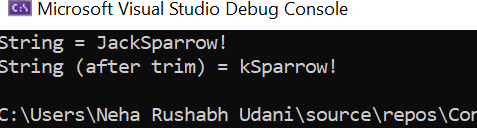 Microsoft Visual Studio Debug Console
String = JackSparrow!
String (after trim) = kSparrow!
C:\Users\Neha Rushabh Udani\source\repos\Con